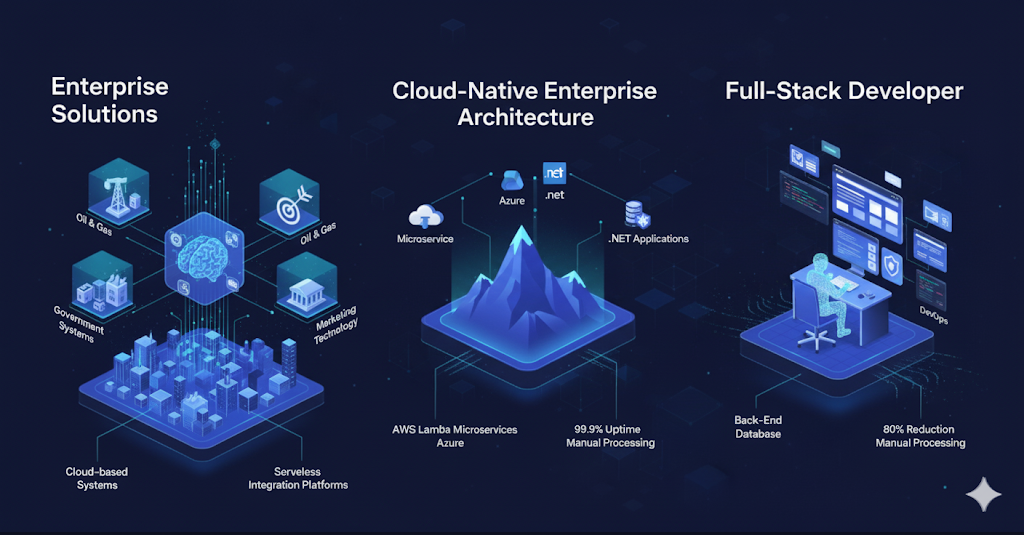 Enterprise
Solutions
Oil & Gas
Oil & Gas
Government
Systems
Marketing
Technology
Cloud-based
Systems
Serveless
Integration Platforms
Cloud-Native Enterprise
Architecture
Azure
.net
.net
Microservice
.NET Applications
AWS Lamba Microservices
Azure
99.9% Uptime
Manual Processing
Full-Stack Developer
DevOps
Back-End
Database
80% Reduction
Manual Processing